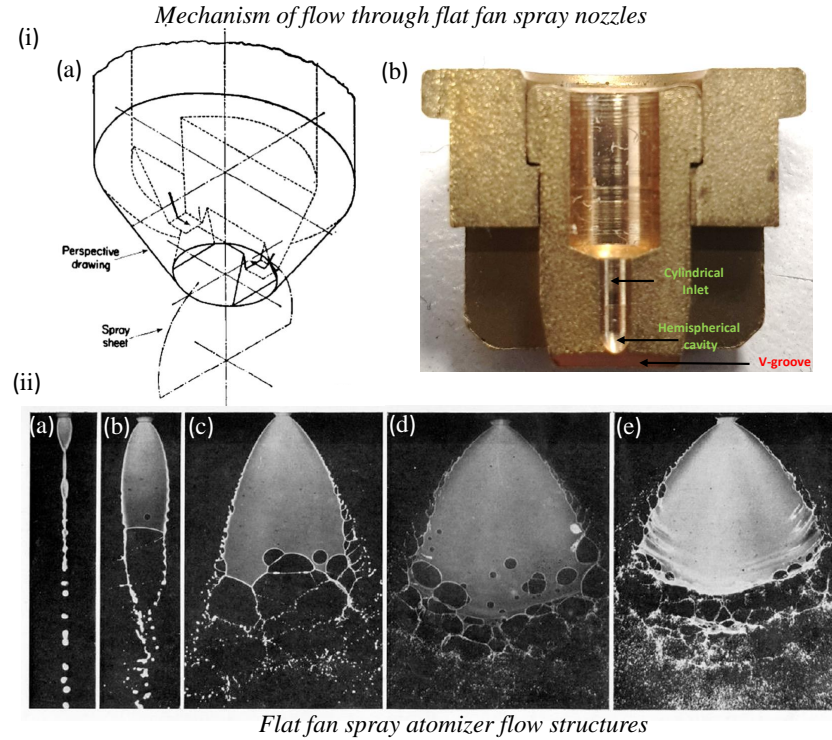 Mechanism of flow through flat fan spray nozzles
(i)
(a)
(b)
Perspective
drawing
Spray
sheet
Cylindrical
Inlet
Hemispherical
cavity
V-groove
(ii)
(a)
(b)
(c)
(d)
(e)
Flat fan spray atomizer flow structures